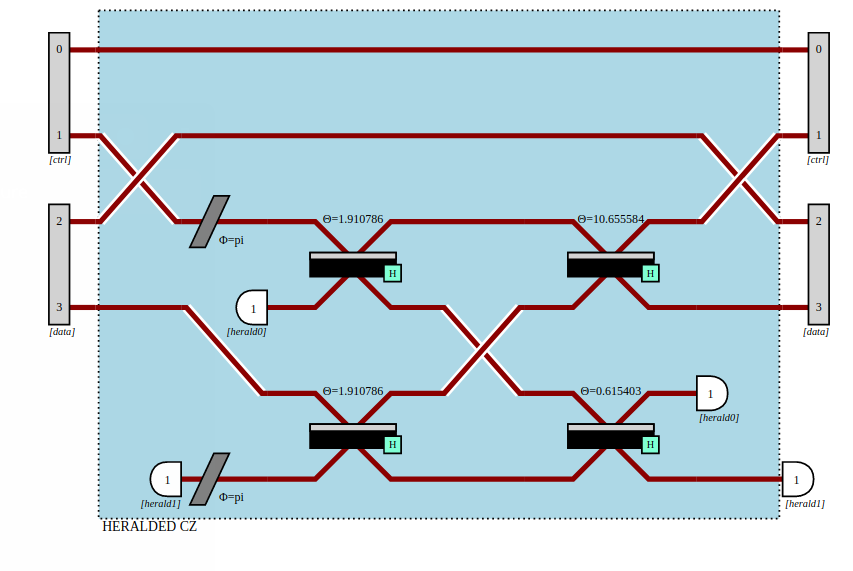 0
0
1
1
[ctrl]
[ctrl]
2
Θ=1.910786
Θ=10.655584
2
Φ=pi
H
H
3
1
3
[data]
[herald0]
[data]
Θ=1.910786
Θ=0.615403
1
[herald0]
H
H
1
1
[herald1]
Φ=pi
[herald1]
HERALDED CZ